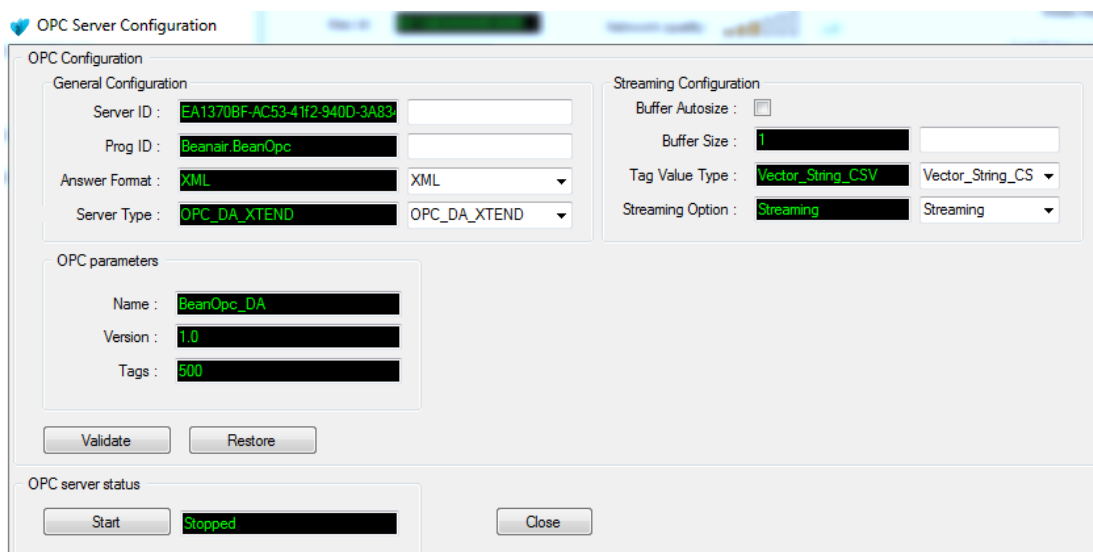 OPC Server Configuration
OPC Configuration
General Configuration
Server ID : EA1370BF-AC53-41f2-940D-3A834
Prog ID : Beanair.BeanOpc
Answer Format : XML XML
Server Type : OPC_DA_XTEND OPC_DA_XTEND
Streaming Configuration
Buffer Autosize :
Buffer Size : 1
Tag Value Type : Vector_String_CSV Vector_String_CS
Streaming Option : Streaming Streaming
OPC parameters
Name : BeanOpc_DA
Version : 1.0
Tags : 500
Validate Restore
OPC server status
Start Stopped Close